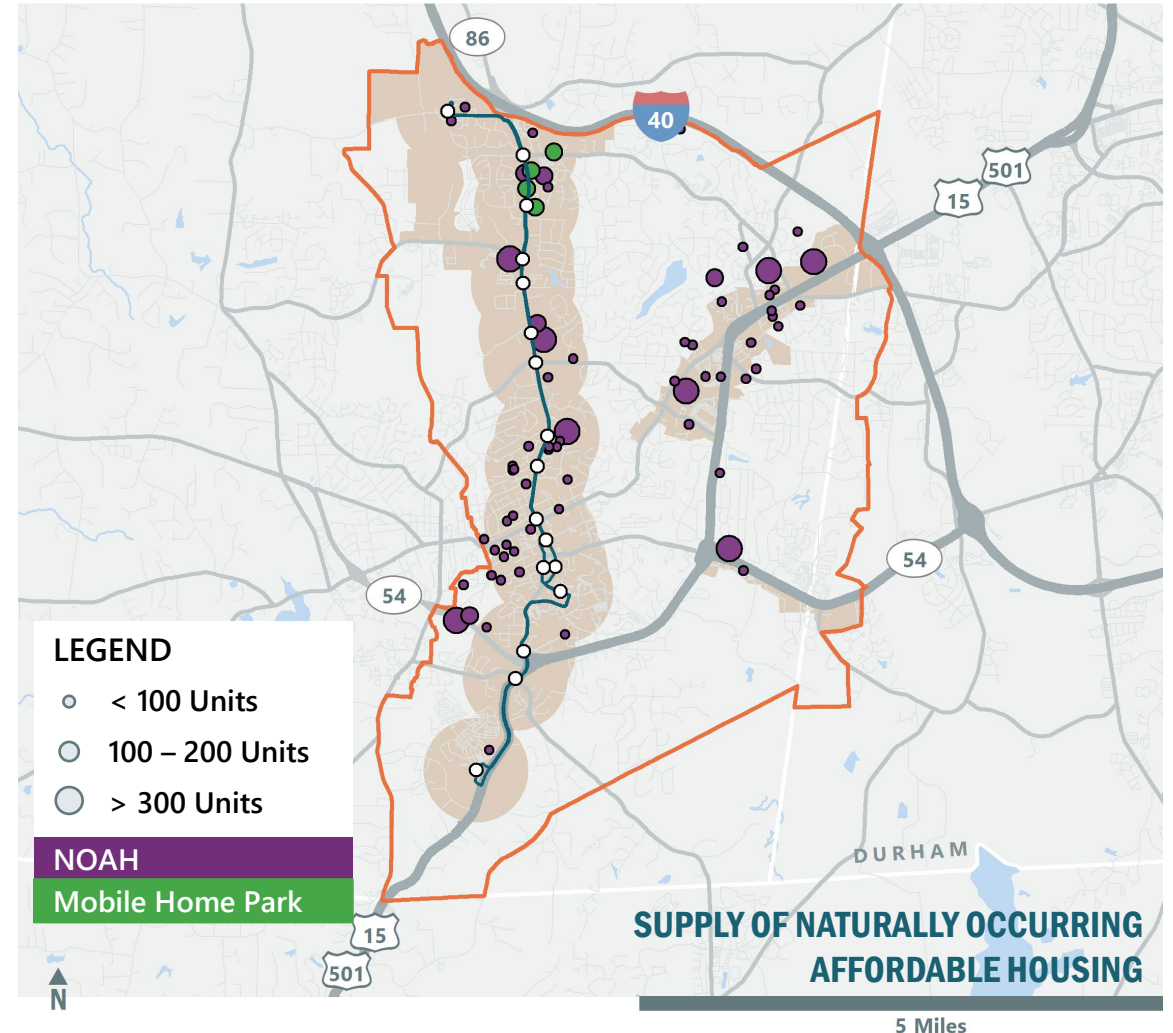 86
40
501
15
54
54
LEGEND
< 100 Units
100 – 200 Units
> 300 Units
NOAH
Mobile Home Park
DURHAM
15
501
N
SUPPLY OF NATURALLY OCCURRING
AFFORDABLE HOUSING
5 Miles